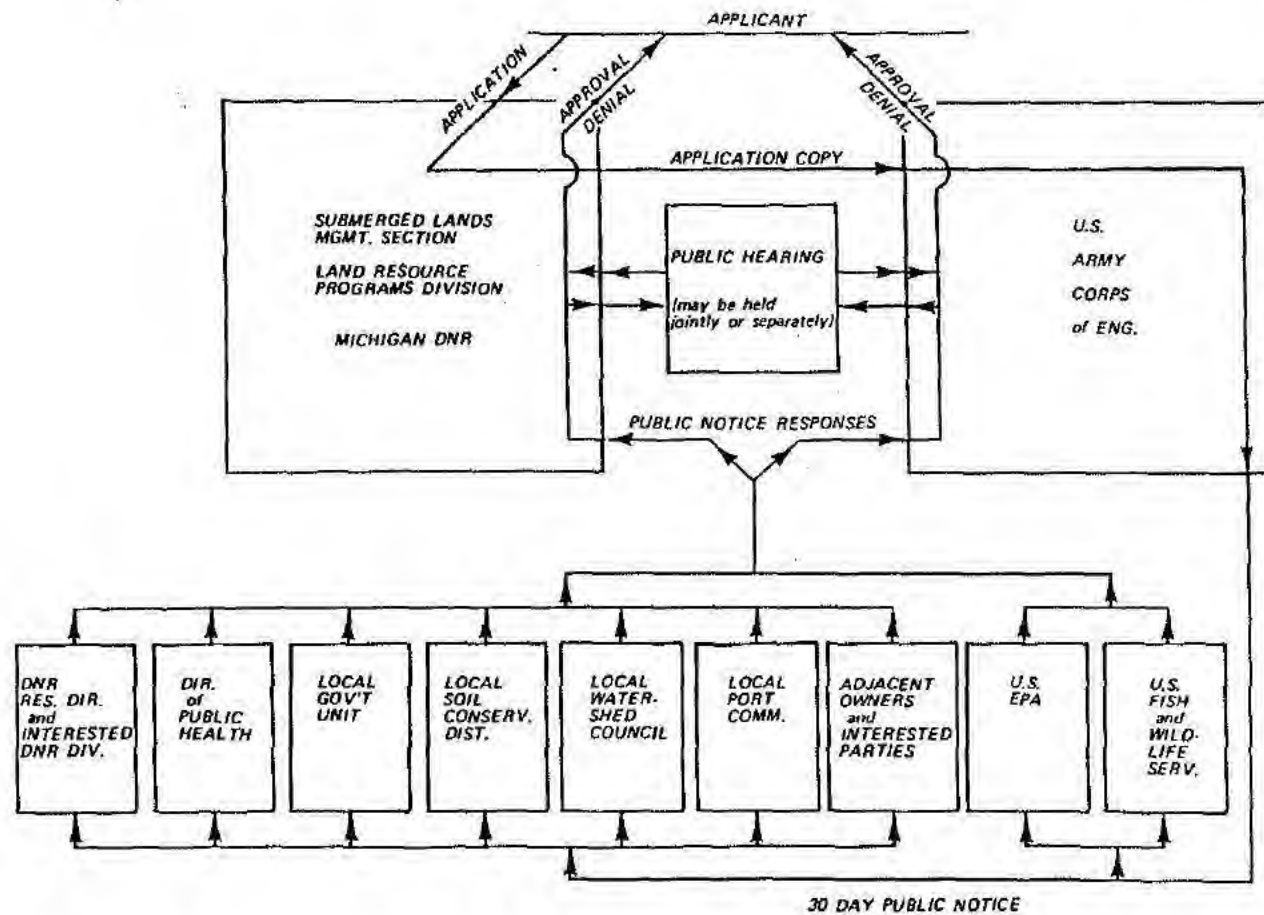 APPLICANT
APPLICATION
APPROVAL
DENIAL
APPROVAL
DENIAL
APPLICATION COPY
SUBMERGED LANDS
MGMT. SECTION
LAND RESOURCE
PROGRAMS DIVISION
MICHIGAN DNR
PUBLIC HEARING
(may be held
jointly or separately)
U.S.
ARMY
CORPS
of ENG.
PUBLIC NOTICE RESPONSES
DNR
RES. DIR.
and
INTERESTED
DNR DIV.
DIR.
of
PUBLIC
HEALTH
LOCAL
GOV'T
UNIT
LOCAL
SOIL
CONSERV.
DIST.
LOCAL
WATER-
SHED
COUNCIL
LOCAL
PORT
COMM.
ADJACENT
OWNERS
and
INTERESTED
PARTIES
U.S.
EPA
U.S.
FISH
and
WILD-
LIFE
SERV.
30 DAY PUBLIC NOTICE